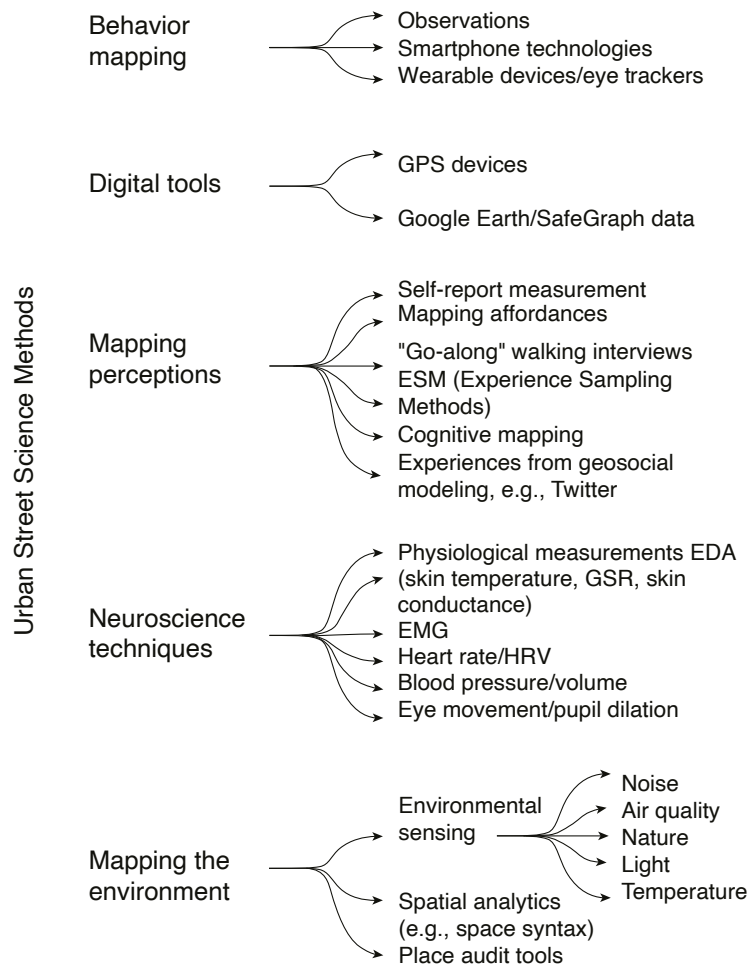 Urban Street Science Methods
Behavior
mapping
Observations
Smartphone technologies
Wearable devices/eye trackers
Digital tools
GPS devices
Google Earth/SafeGraph data
Mapping
perceptions
Self-report measurement
Mapping affordances
"Go-along" walking interviews
ESM (Experience Sampling
Methods)
Cognitive mapping
Experiences from geosocial
modeling, e.g., Twitter
Neuroscience
techniques
Physiological measurements EDA
(skin temperature, GSR, skin
conductance)
EMG
Heart rate/HRV
Blood pressure/volume
Eye movement/pupil dilation
Mapping the
environment
Environmental
sensing
Noise
Air quality
Nature
Light
Temperature
Spatial analytics
(e.g., space syntax)
Place audit tools